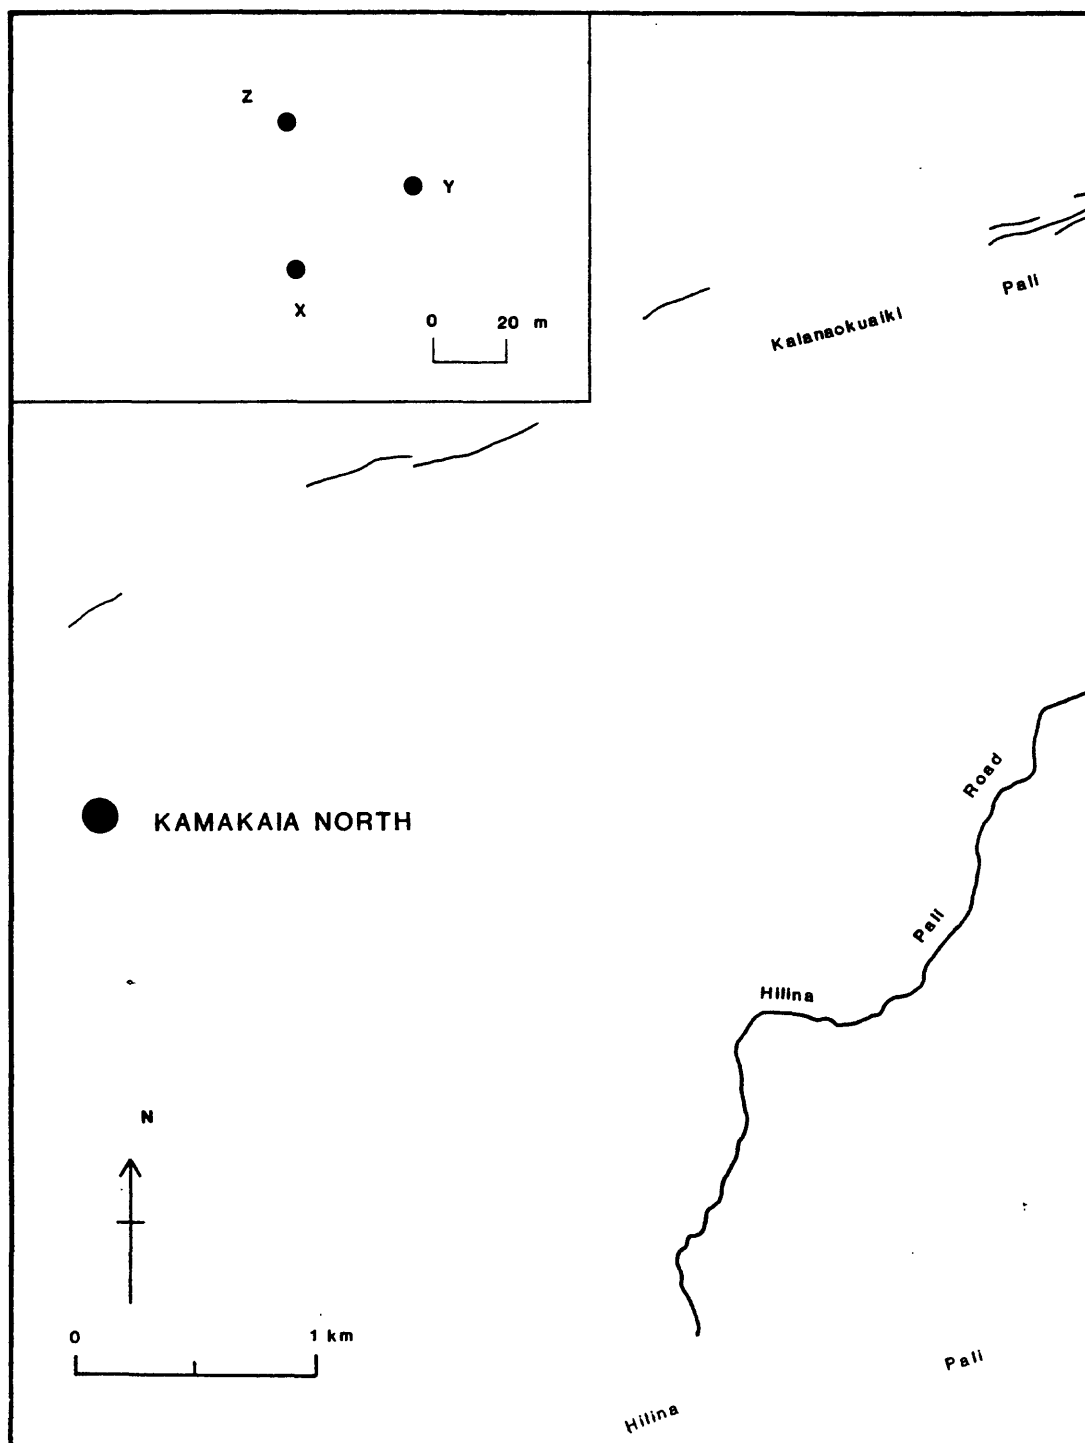 Z
Y
X
0 20 m
Pali
Kalanaokuaiki
Road
KAMAKAIA NORTH
Pali
Hilina
N
0 1 km
Pali
Hilina